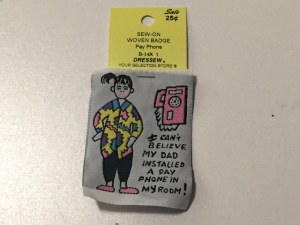 Sale
25¢
SEW-ON
WOVEN BADGE
Pay Phone
B-14K 1
DRESSEW®
YOUR SELECTION STORE ®
I CAN'T
BELIEVE
MY DAD
INSTALLED
A PAY
PHONE IN
MY ROOM!